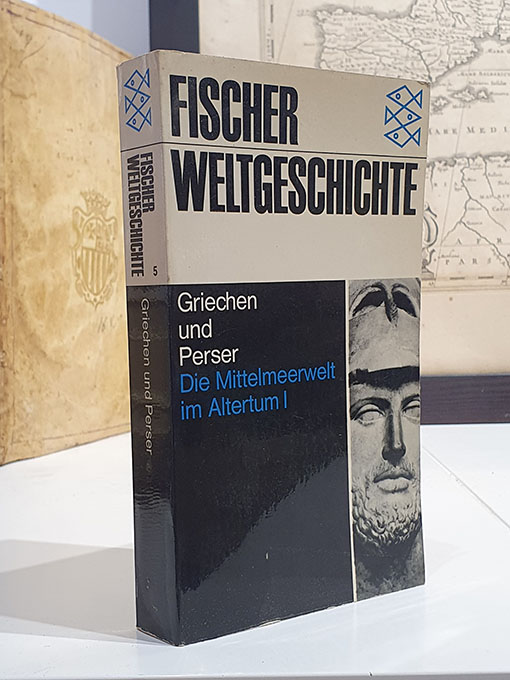 FISCHER
WELTGESCHICHTE
Griechen
und
Perser
Die Mittelmeerwelt
im Altertum I
FISCHER
WELTGESCHICHTE
5
Griechen und Perser